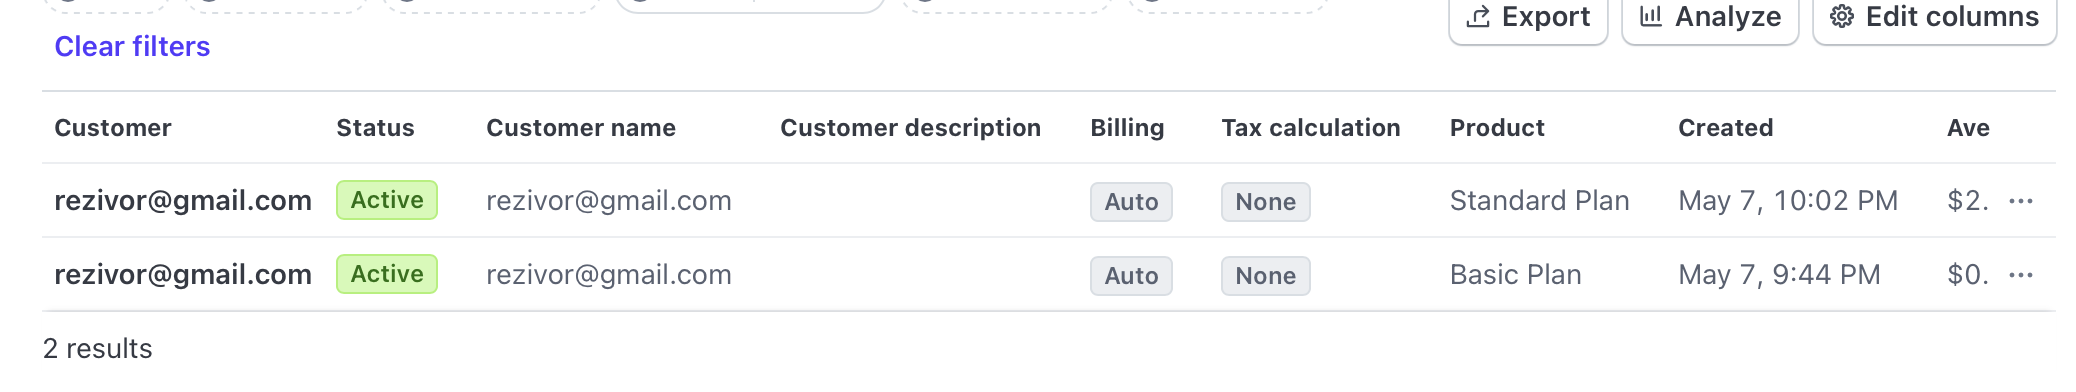 Export Analyze Edit columns
Clear filters
Customer Status Customer name Customer description Billing Tax calculation Product Created Ave
rezivor@gmail.com Active rezivor@gmail.com Auto None Standard Plan May 7, 10:02 PM $2. ...
rezivor@gmail.com Active rezivor@gmail.com Auto None Basic Plan May 7, 9:44 PM $0. ...
2 results